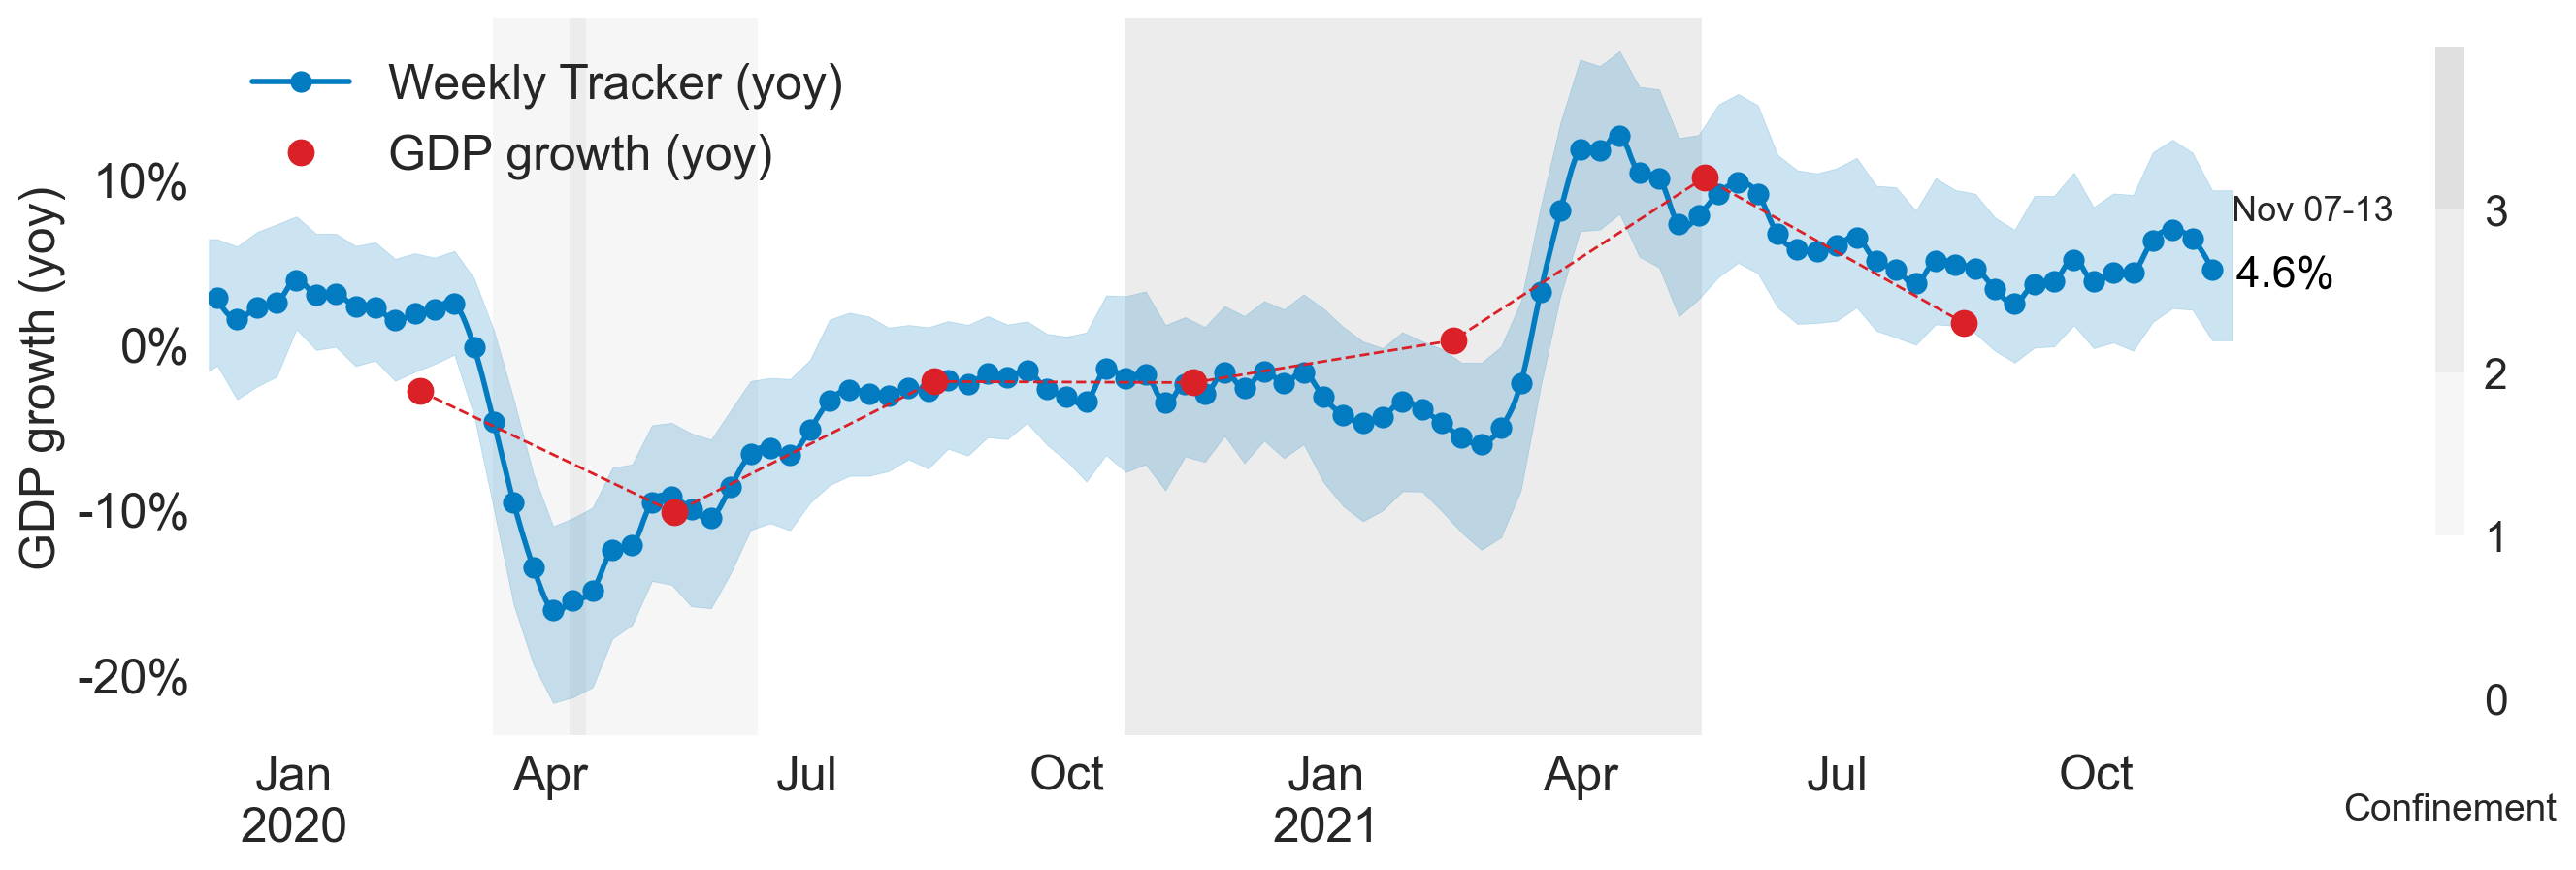 Weekly Tracker (yoy)
GDP growth (yoy)
GDP growth (yoy)
10%
0%
-10%
-20%
Nov 07-13
4.6%
3
2
1
0
Jan
2020
Apr
Jul
Oct
Jan
2021
Apr
Jul
Oct
Confinement